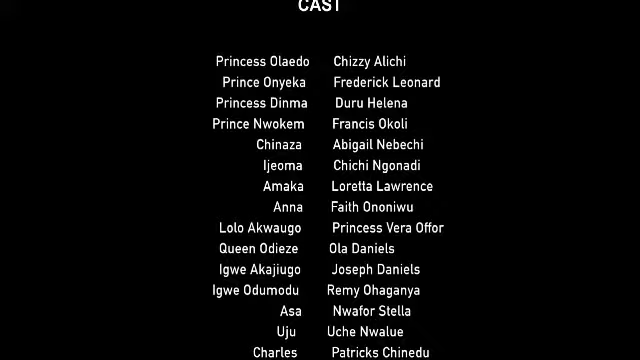 CAST
Princess Olaedo Chizzy Alichi
Prince Onyeka Frederick Leonard
Princess Dinma Duru Helena
Prince Nwokem Francis Okoli
Chinaza Abigail Nebechi
Ijeoma Chichi Ngonadi
Amaka Loretta Lawrence
Anna Faith Ononiwu
Lolo Akwaugo Princess Vera Offor
Queen Odieze Ola Daniels
Igwe Akajiugo Joseph Daniels
Igwe Odumodu Remy Ohaganya
Asa Nwafor Stella
Uju Uche Nwalue
Charles Patricks Chinedu